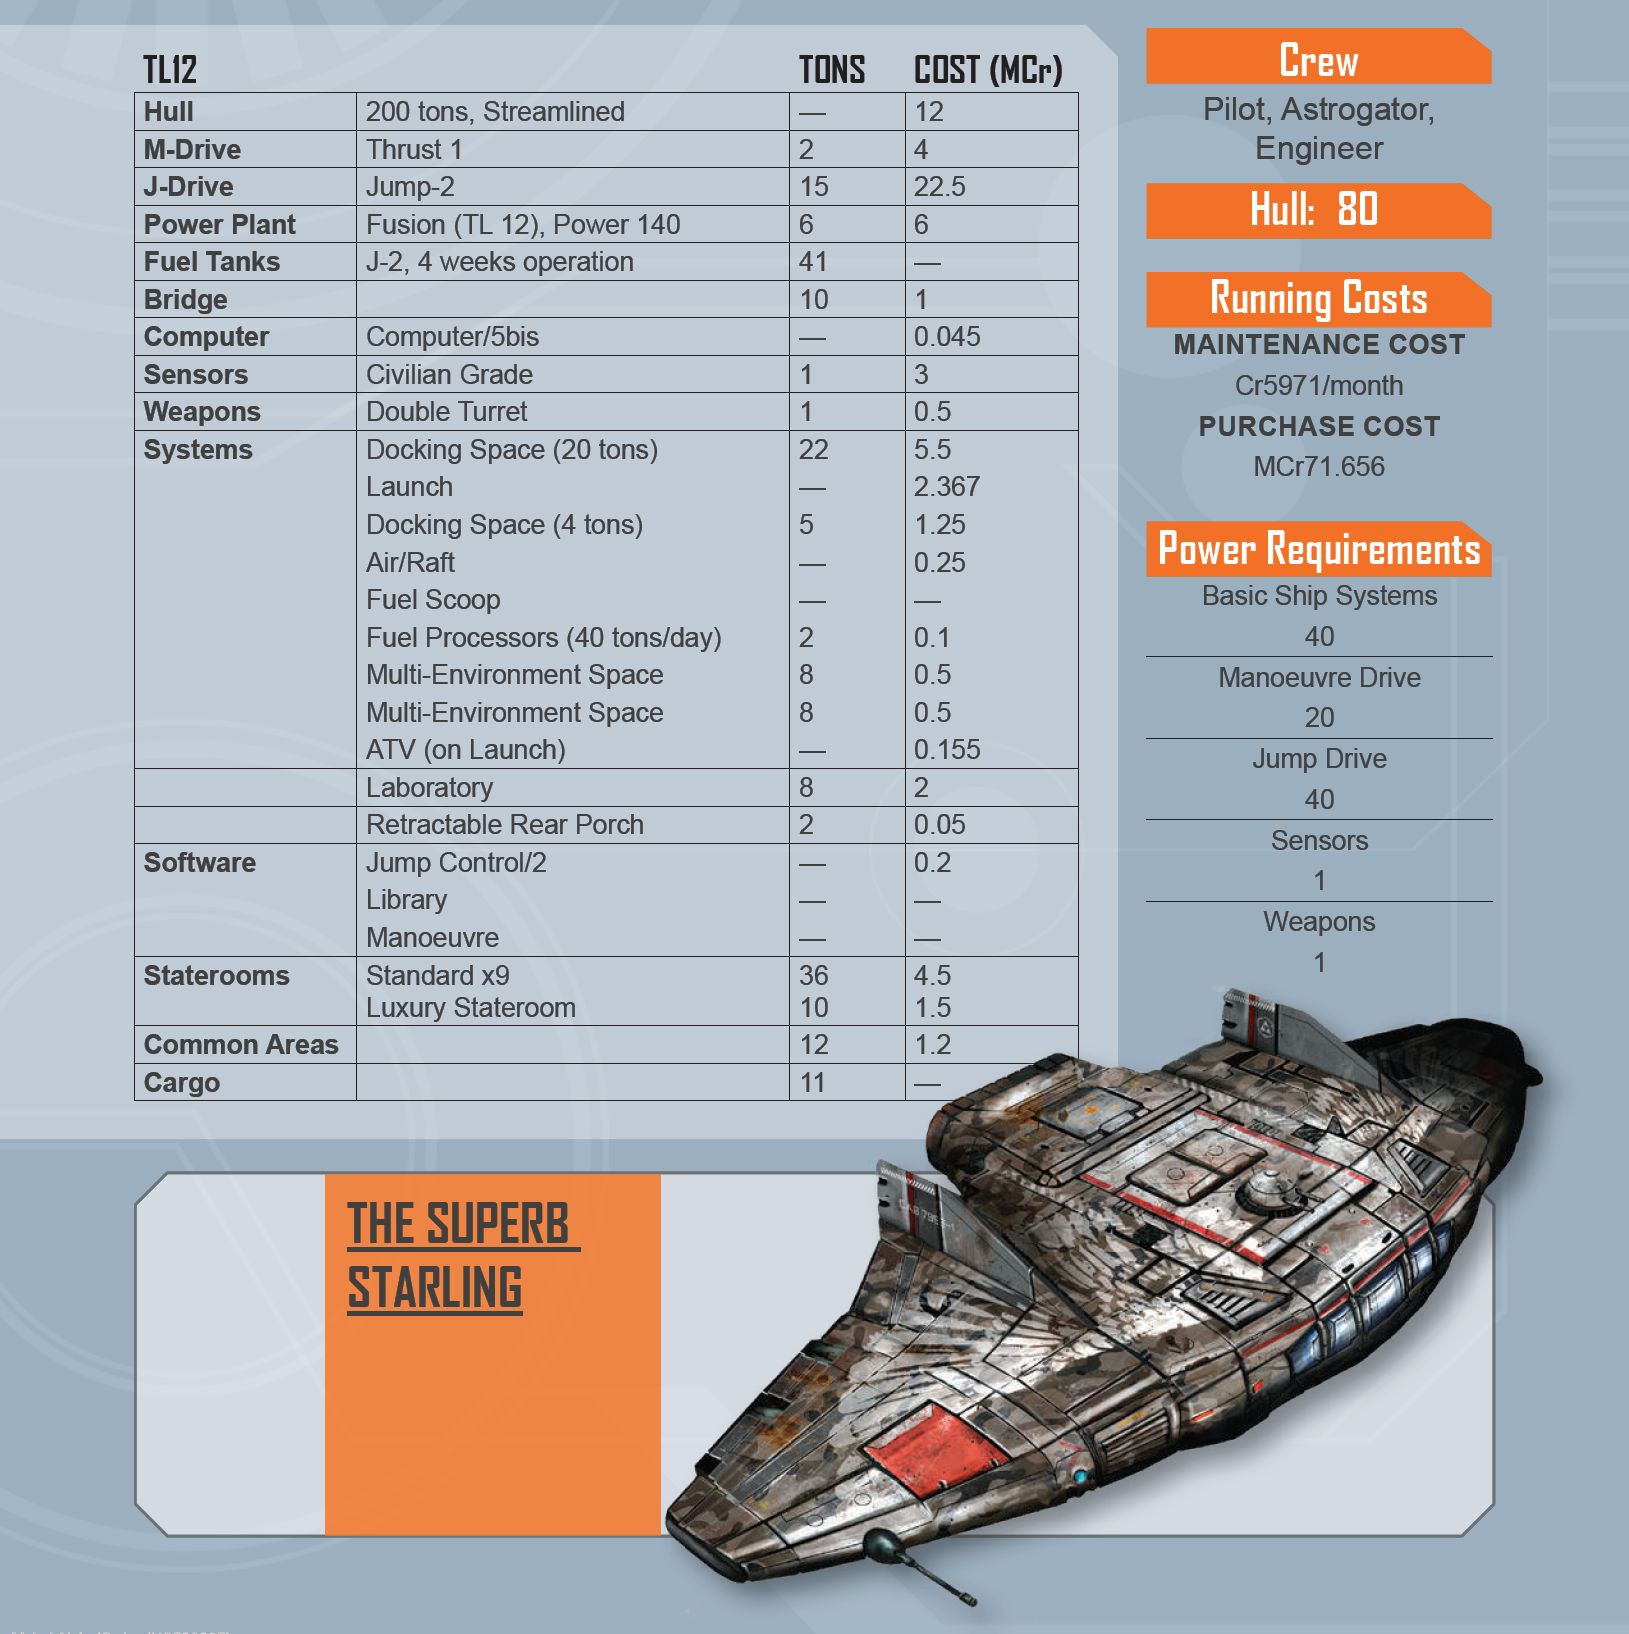 TL12 TONS COST (MCr)
Hull 200 tons, Streamlined — 12
M-Drive Thrust 1 2 4
J-Drive Jump-2 15 22.5
Power Plant Fusion (TL 12), Power 140 6 6
Fuel Tanks J-2, 4 weeks operation 41 —
Bridge 10 1
Computer Computer/5bis — 0.045
Sensors Civilian Grade 1 3
Weapons Double Turret 1 0.5
Systems Docking Space (20 tons) 22 5.5
Launch — 2.367
Docking Space (4 tons) 5 1.25
Air/Raft — 0.25
Fuel Scoop — —
Fuel Processors (40 tons/day) 2 0.1
Multi-Environment Space 8 0.5
Multi-Environment Space 8 0.5
ATV (on Launch) — 0.155
Laboratory 8 2
Retractable Rear Porch 2 0.05
Software Jump Control/2 — 0.2
Library — —
Manoeuvre — —
Staterooms Standard x9 36 4.5
Luxury Stateroom 10 1.5
Common Areas 12 1.2
Cargo 11 —
Crew
Pilot, Astrogator,
Engineer
Hull: 80
Running Costs
MAINTENANCE COST
Cr5971/month
PURCHASE COST
MCr71.656
Power Requirements
Basic Ship Systems
40
Manoeuvre Drive
20
Jump Drive
40
Sensors
1
Weapons
1
THE SUPERB
STARLING